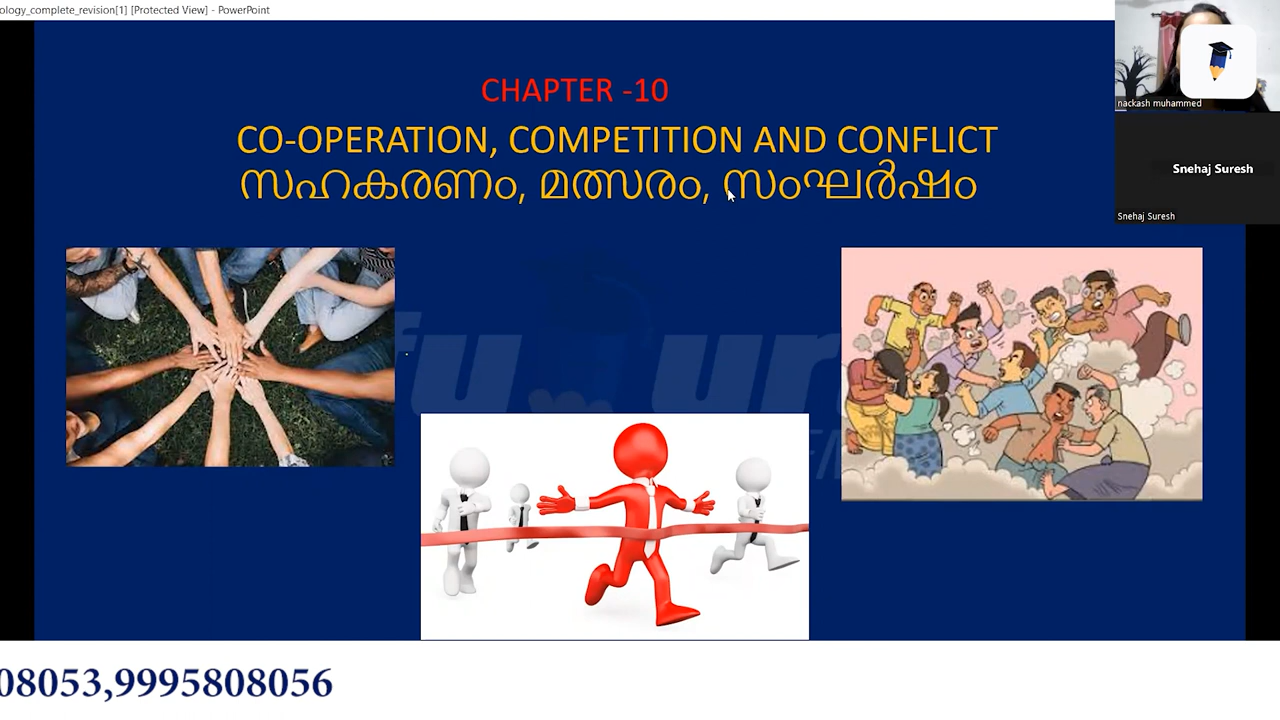 ology_complete_revision[1] [Protected View] - PowerPoint
CHAPTER -10
CO-OPERATION, COMPETITION AND CONFLICT
സഹകരണം, മത്സരം, സംഘർഷം
nackash muhammed
Snehaj Suresh
Snehaj Suresh
08053,9995808056